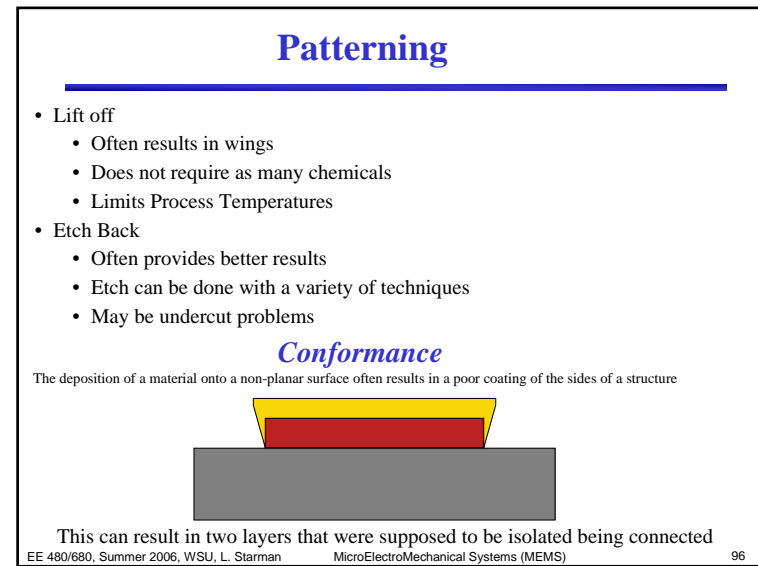 Patterning
• Lift off
• Often results in wings
• Does not require as many chemicals
• Limits Process Temperatures
• Etch Back
• Often provides better results
• Etch can be done with a variety of techniques
• May be undercut problems
Conformance
The deposition of a material onto a non-planar surface often results in a poor coating of the sides of a structure
This can result in two layers that were supposed to be isolated being connected
EE 480/680, Summer 2006, WSU, L. Starman MicroElectroMechanical Systems (MEMS) 96